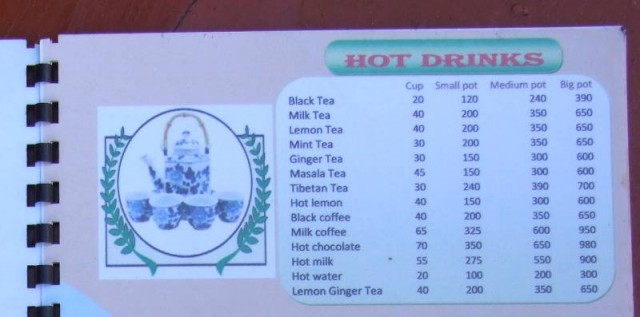 HOT DRINKS
Cup Small pot Medium pot Big pot
Black Tea 20 120 240 390
Milk Tea 40 200 350 650
Lemon Tea 40 200 350 650
Mint Tea 30 200 350 650
Ginger Tea 30 150 300 600
Masala Tea 45 150 300 600
Tibetan Tea 30 240 390 700
Hot lemon 40 150 300 600
Black coffee 40 200 350 650
Milk coffee 65 325 600 950
Hot chocolate 70 350 650 980
Hot milk 55 275 550 900
Hot water 20 100 200 300
Lemon Ginger Tea 40 200 350 650